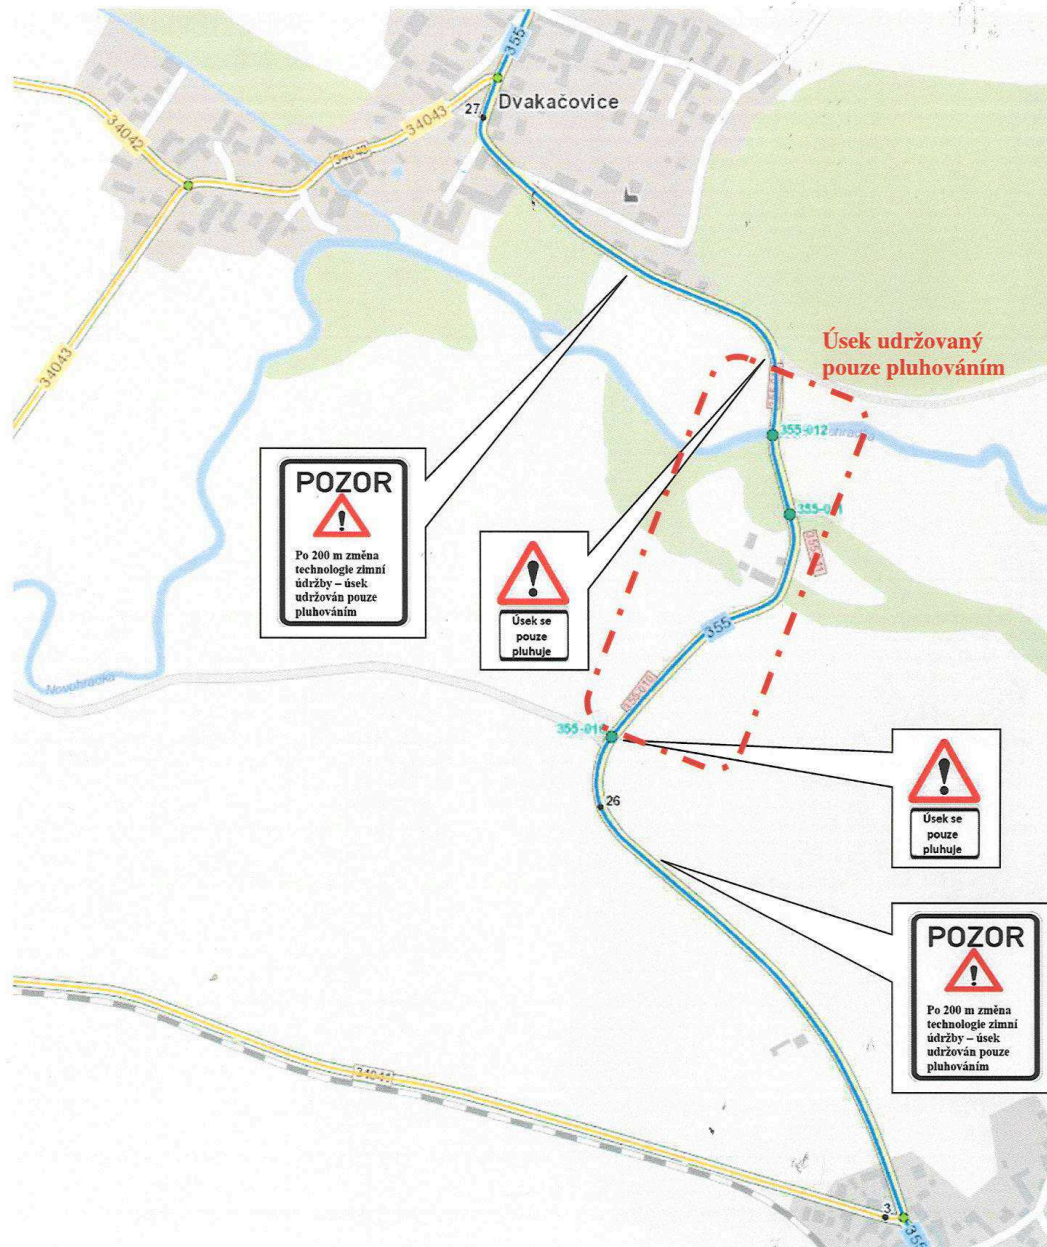 355
Dvakačovice
27
34042
34043
34043
34043
Úsek udržovaný
pouze pluhováním
355-012
POZOR
!
Po 200 m změna
technologie zimní
údržby – úsek
udržován pouze
pluhováním
!
Úsek se
pouze
pluhuje
355
355-010
Novohradka
26
!
Úsek se
pouze
pluhuje
POZOR
!
Po 200 m změna
technologie zimní
údržby – úsek
udržován pouze
pluhováním
34041
3
355